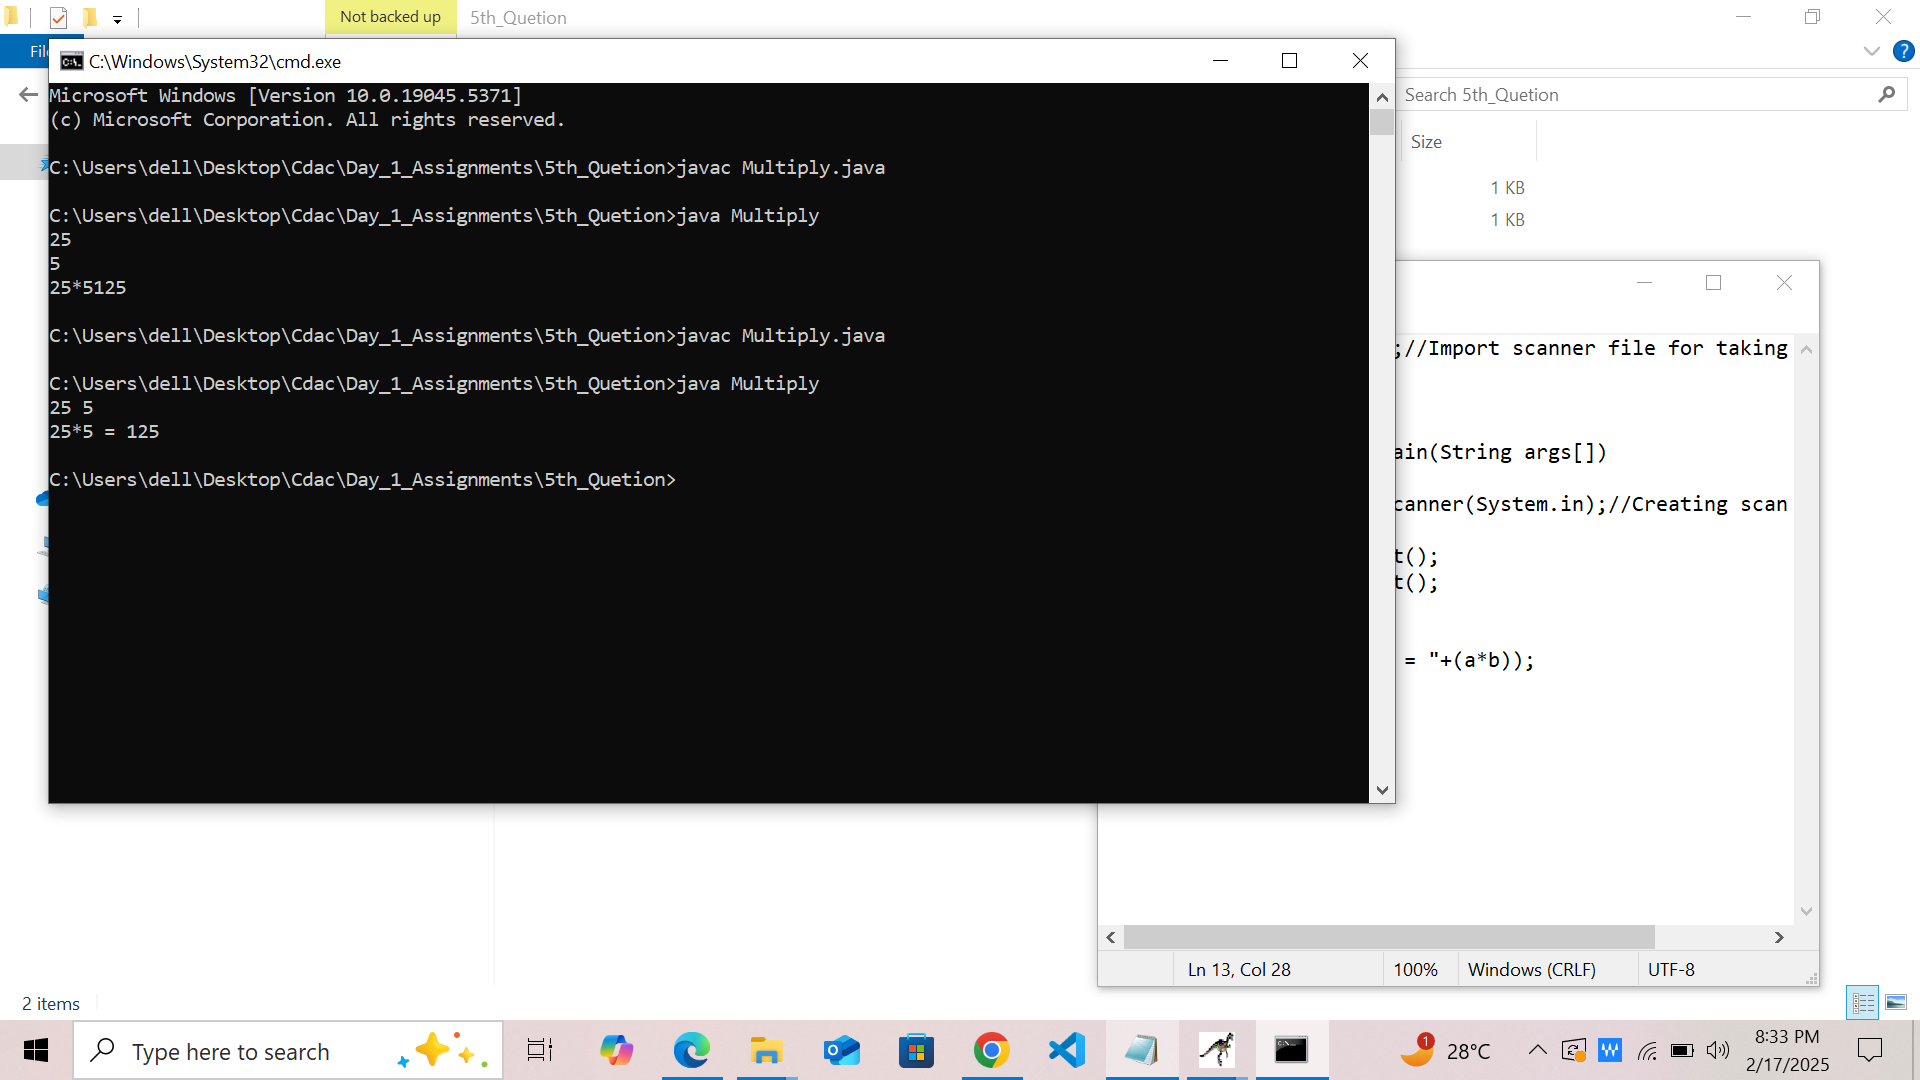 Not backed up
5th_Quetion
C:\Windows\System32\cmd.exe
Microsoft Windows [Version 10.0.19045.5371]
(c) Microsoft Corporation. All rights reserved.
C:\Users\dell\Desktop\Cdac\Day_1_Assignments\5th_Quetion>javac Multiply.java
C:\Users\dell\Desktop\Cdac\Day_1_Assignments\5th_Quetion>java Multiply
25
5
25*5125
C:\Users\dell\Desktop\Cdac\Day_1_Assignments\5th_Quetion>javac Multiply.java
C:\Users\dell\Desktop\Cdac\Day_1_Assignments\5th_Quetion>java Multiply
25 5
25*5 = 125
C:\Users\dell\Desktop\Cdac\Day_1_Assignments\5th_Quetion>
Search 5th_Quetion
Size
1 KB
1 KB
;//Import scanner file for taking
ain(String args[])
canner(System.in);//Creating scan
t();
t();
= "+(a*b));
Ln 13, Col 28
100%
Windows (CRLF)
UTF-8
2 items
Type here to search
1
28°C
8:33 PM
2/17/2025